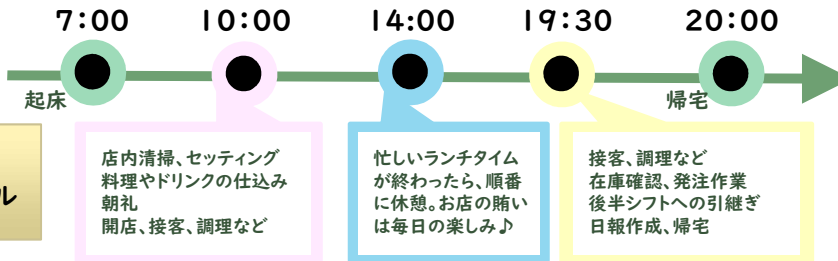 7:00 10:00 14:00 19:30 20:00
起床 帰宅
ル
店内清掃、セッティング
料理やドリンクの仕込み
朝礼
開店、接客、調理など
忙しいランチタイム
が終わったら、順番
に休憩。お店の賄い
は毎日の楽しみ♪
接客、調理など
在庫確認、発注作業
後半シフトへの引継ぎ
日報作成、帰宅